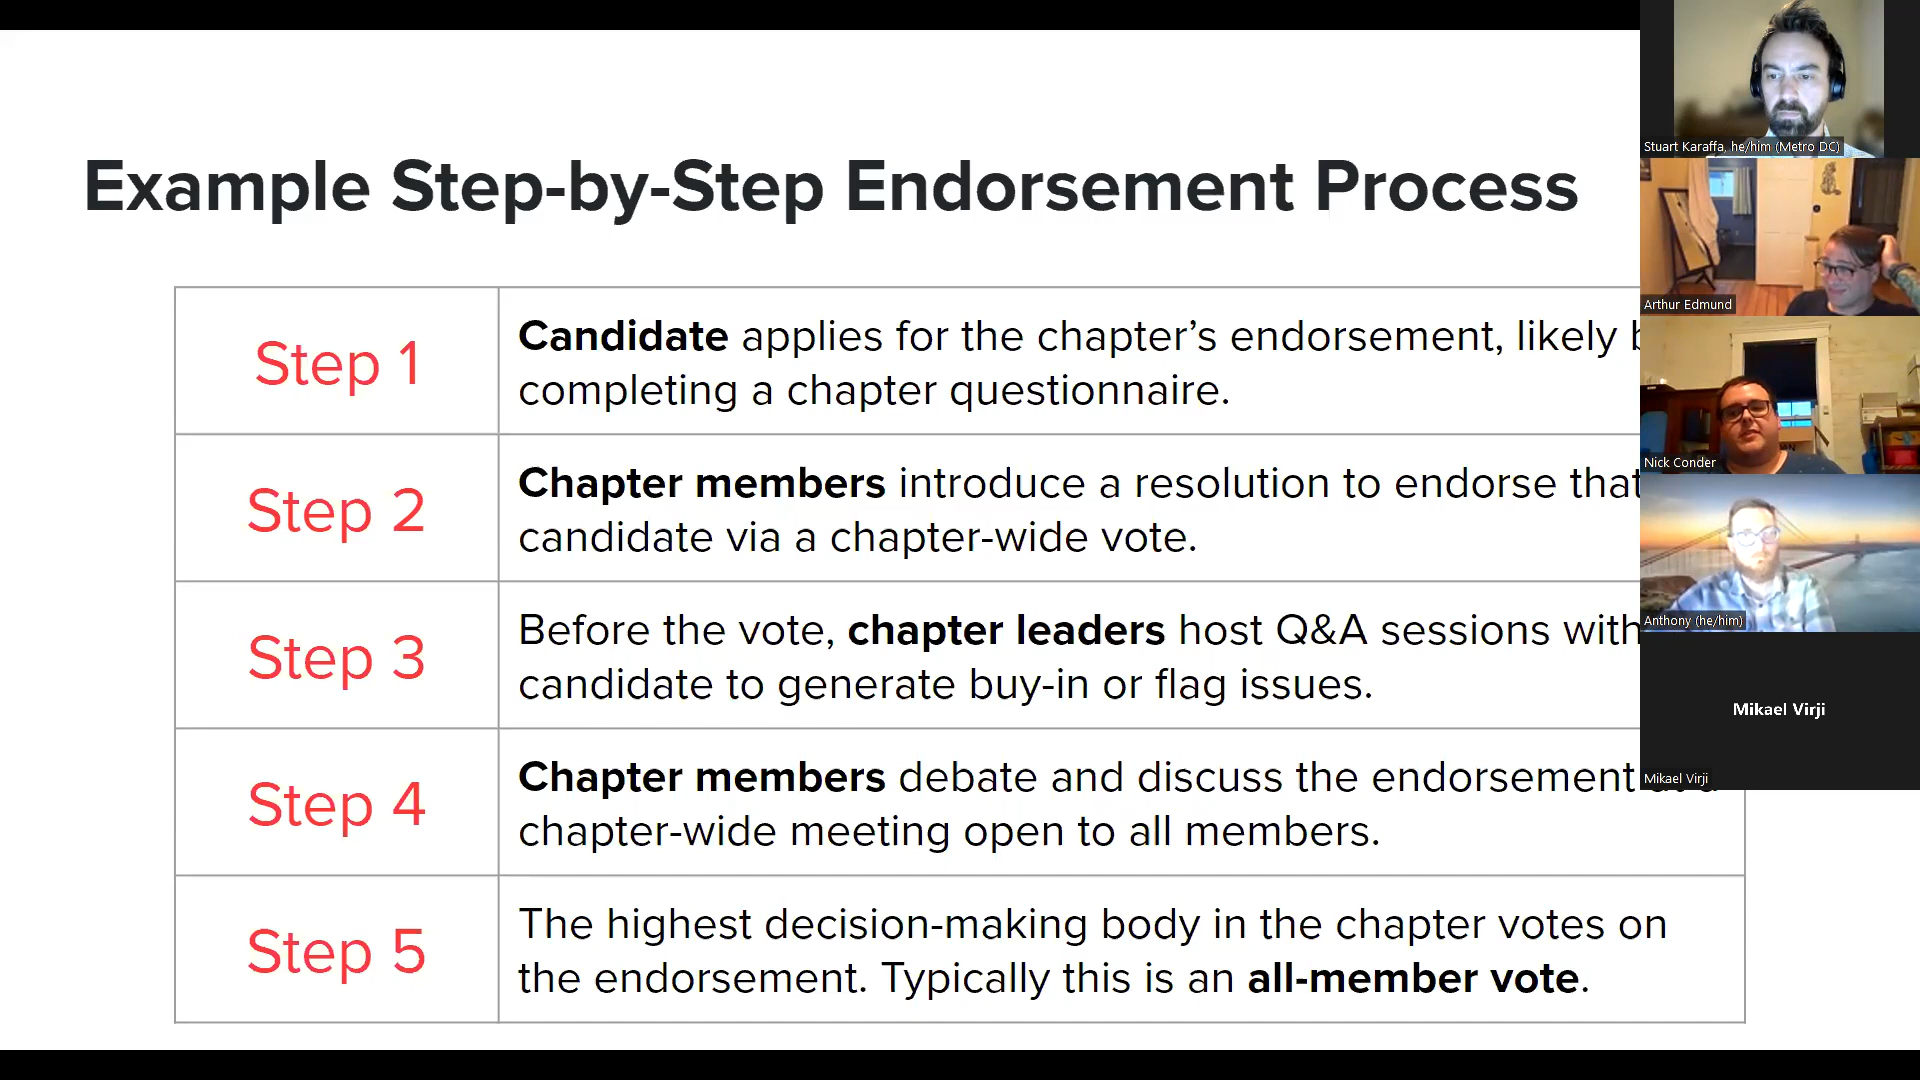 Example Step-by-Step Endorsement Process
Step 1
Candidate applies for the chapter’s endorsement, likely
completing a chapter questionnaire.
Step 2
Chapter members introduce a resolution to endorse that
candidate via a chapter-wide vote.
Step 3
Before the vote, chapter leaders host Q&A sessions with
candidate to generate buy-in or flag issues.
Step 4
Chapter members debate and discuss the endorsement
chapter-wide meeting open to all members.
Step 5
The highest decision-making body in the chapter votes on
the endorsement. Typically this is an all-member vote.
Stuart Karaffa, he/him (Metro DC)
Arthur Edmund
Nick Conder
Anthony (he/him)
Mikael Virji
Mikael Virji